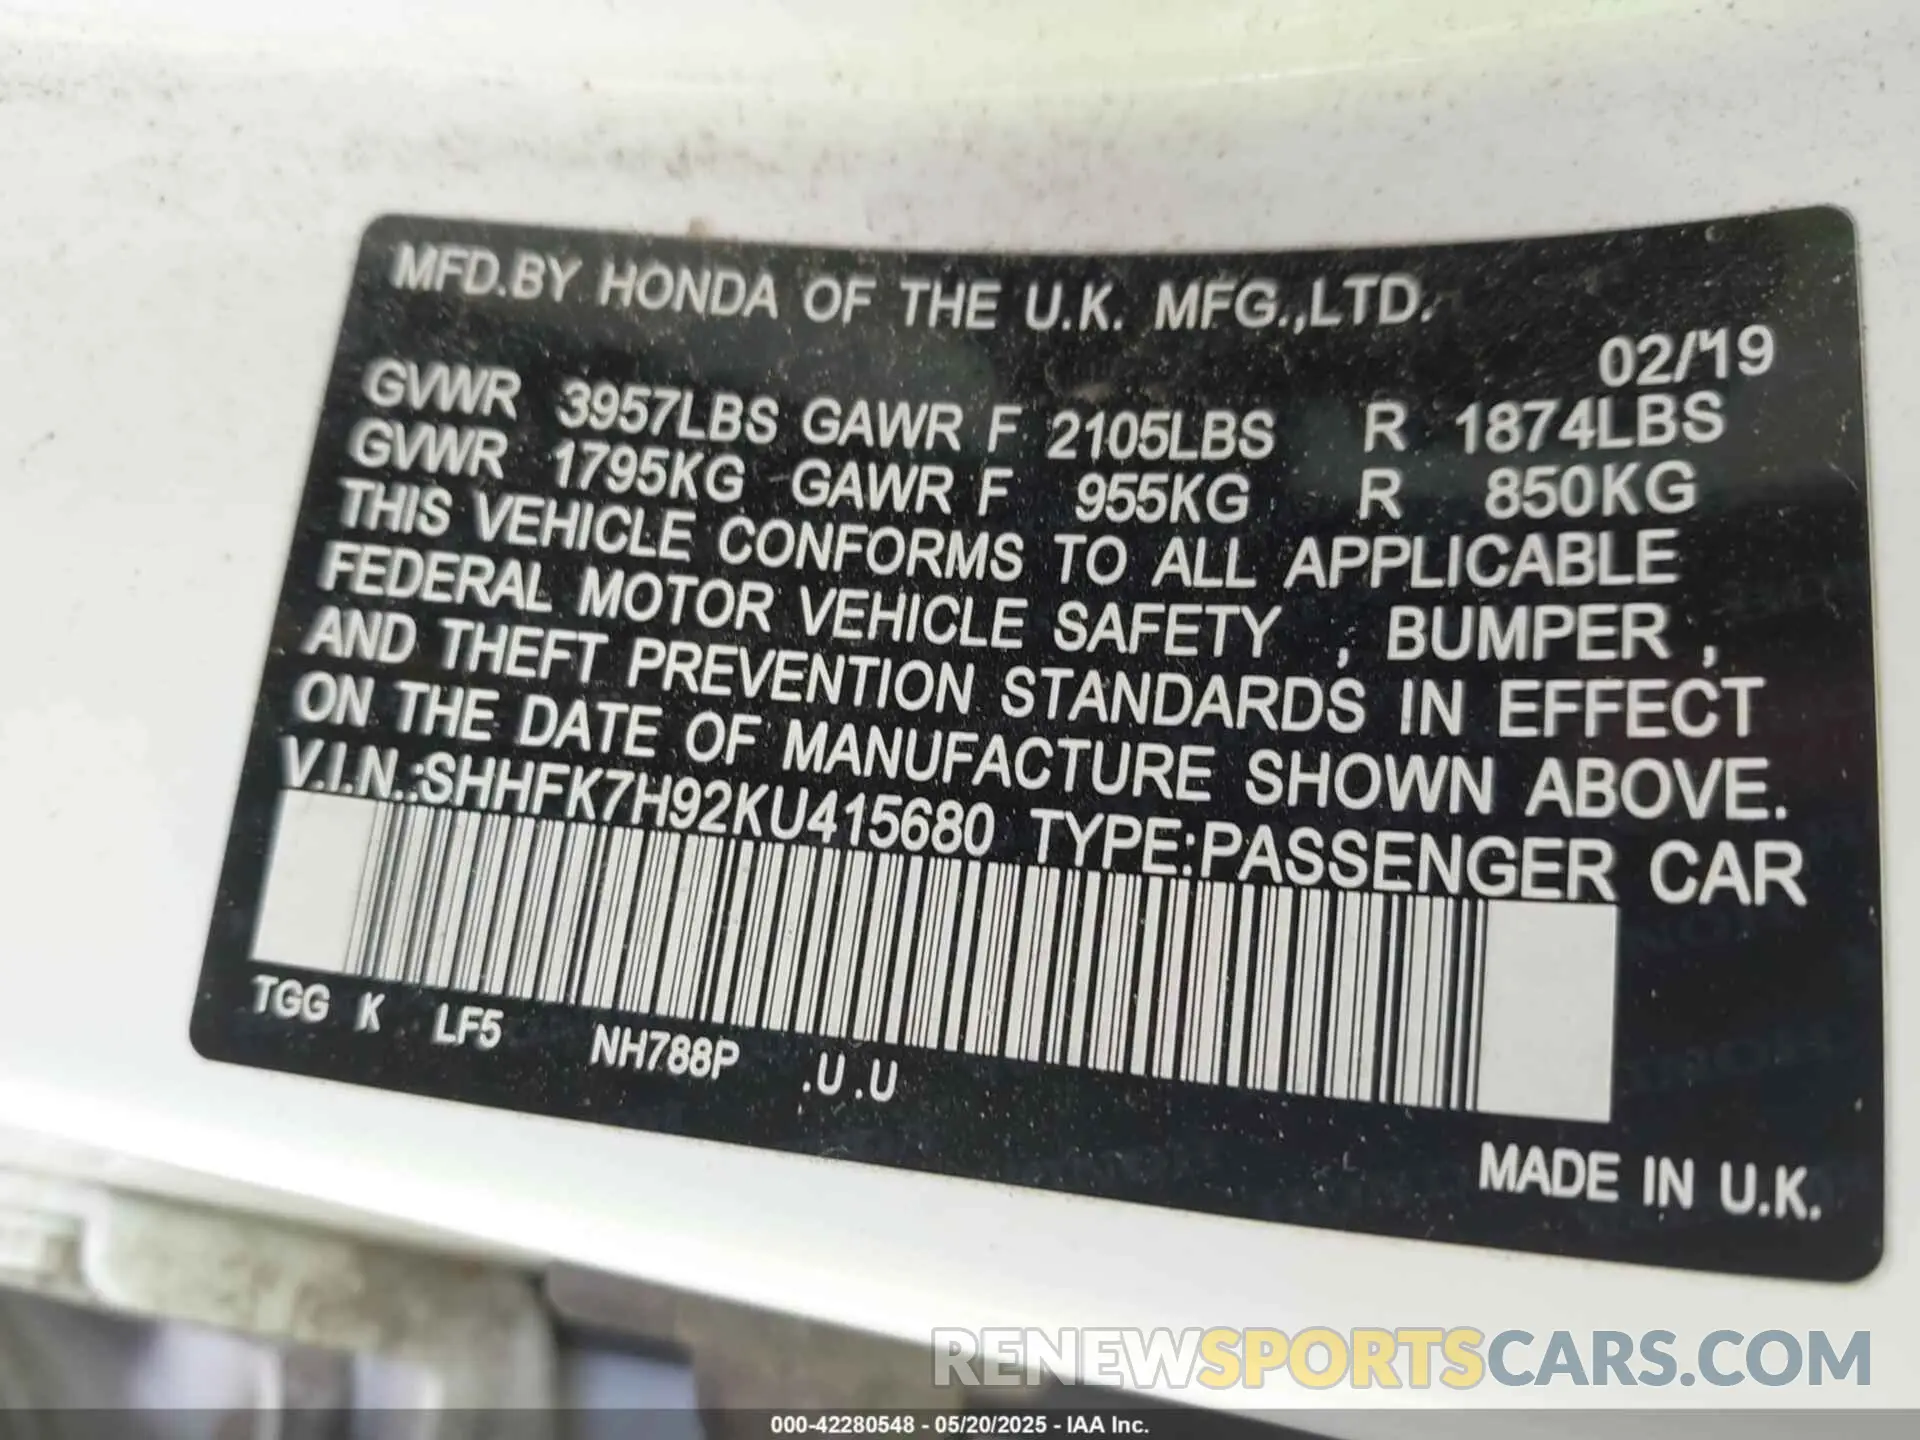 MFD.BY HONDA OF THE U.K. MFG.,LTD.
02/'19
GVWR 3957LBS GAWR F 2105LBS R 1874LBS
GVWR 1795KG GAWR F 955KG R 850KG
THIS VEHICLE CONFORMS TO ALL APPLICABLE
FEDERAL MOTOR VEHICLE SAFETY , BUMPER ,
AND THEFT PREVENTION STANDARDS IN EFFECT
ON THE DATE OF MANUFACTURE SHOWN ABOVE.
V.I.N.:SHHFK7H92KU415680 TYPE:PASSENGER CAR
TGG K LF5 NH788P .U.U
MADE IN U.K.
RENEWSPORTSCARS.COM
000-42280548 - 05/20/2025 - IAA Inc.